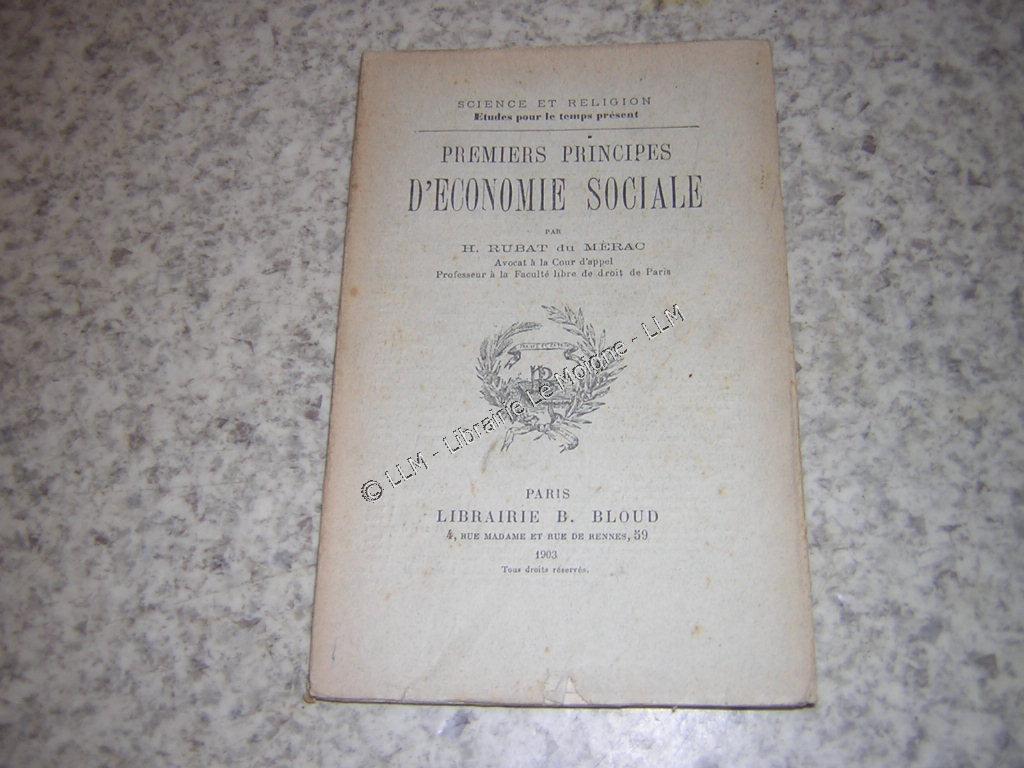 SCIENCE ET RELIGION
Etudes pour le temps présent
PREMIERS PRINCIPES
D'ECONOMIE SOCIALE
PAR
H. RUBAT du MÉRAC
Avocat à la Cour d'appel
Professeur à la Faculté libre de droit de Paris
© LLM - Librairie Le Moigne - LLM
PARIS
LIBRAIRIE B. BLOUD
4, RUE MADAME ET RUE DE RENNES, 59
1903
Tous droits réservés.